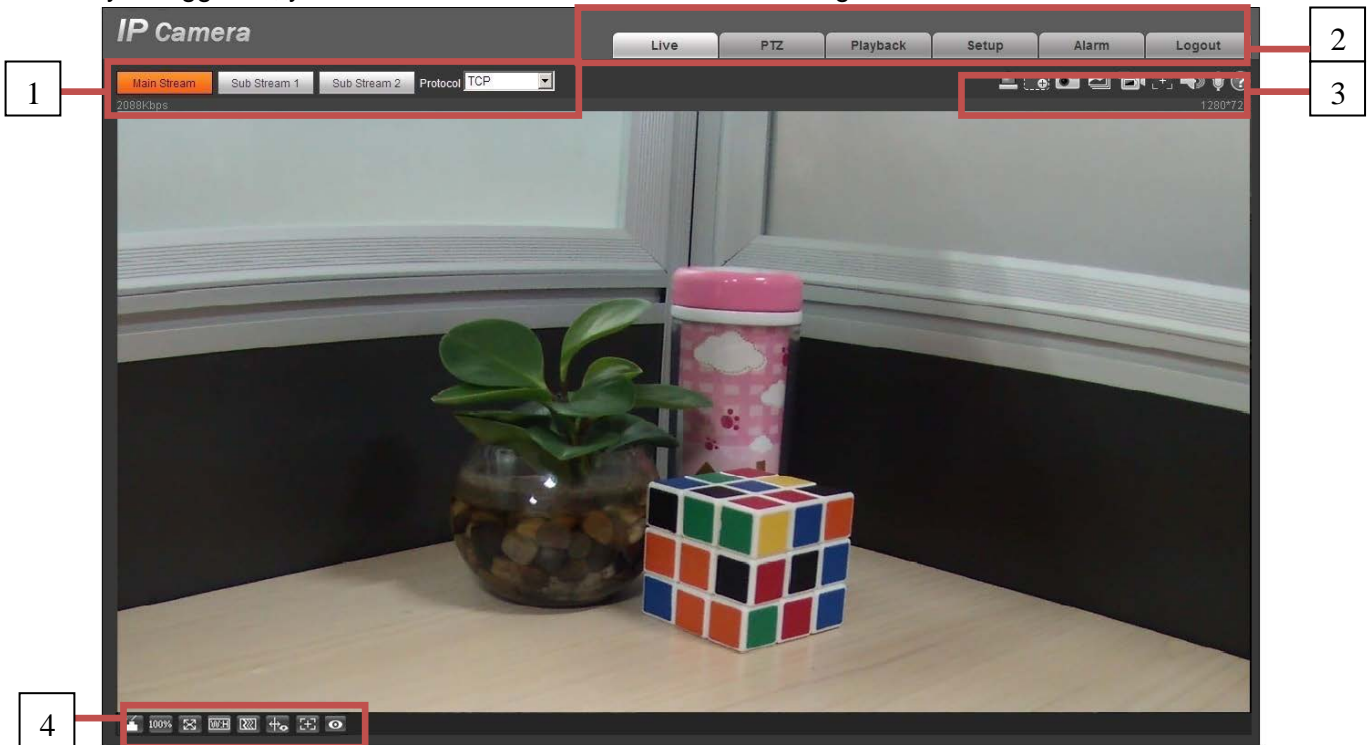 IP Camera
Live PTZ Playback Setup Alarm Logout
2
1
Main Stream Sub Stream 1 Sub Stream 2 Protocol TCP
3
2088Kbps
1280*72
4
100% W:H